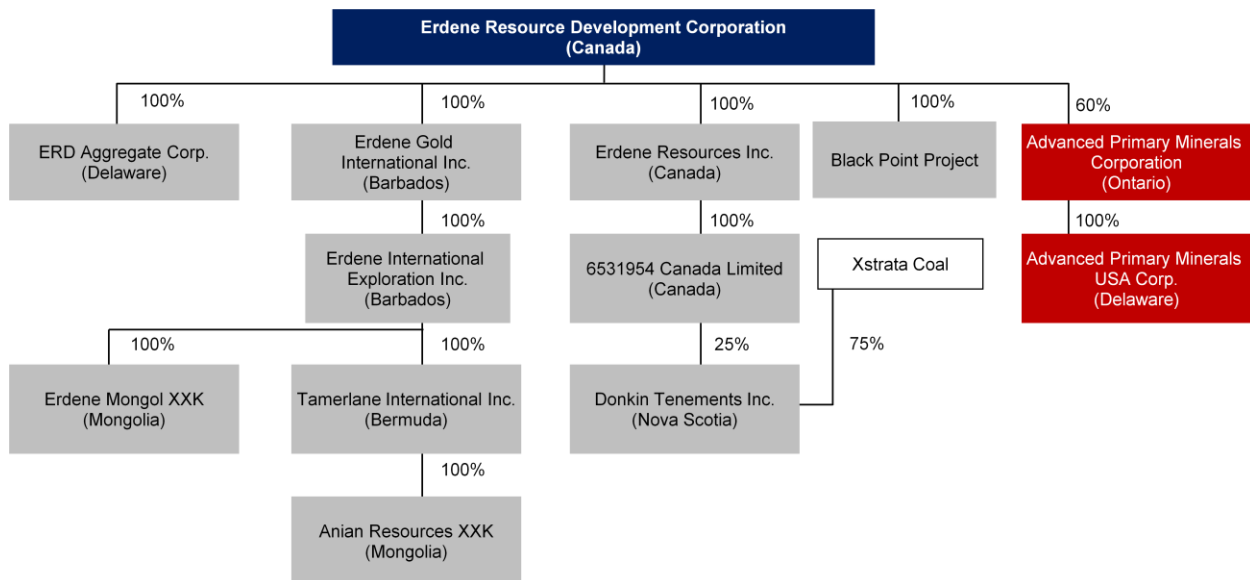 Erdene Resource Development Corporation
(Canada)
100%
100%
100%
100%
60%
ERD Aggregate Corp.
(Delaware)
Erdene Gold
International Inc.
(Barbados)
Erdene Resources Inc.
(Canada)
Black Point Project
Advanced Primary Minerals
Corporation
(Ontario)
100%
100%
100%
Erdene International
Exploration Inc.
(Barbados)
6531954 Canada Limited
(Canada)
Xstrata Coal
Advanced Primary Minerals
USA Corp.
(Delaware)
100%
100%
25%
75%
Erdene Mongol XXK
(Mongolia)
Tamerlane International Inc.
(Bermuda)
Donkin Tenements Inc.
(Nova Scotia)
100%
Anian Resources XXK
(Mongolia)